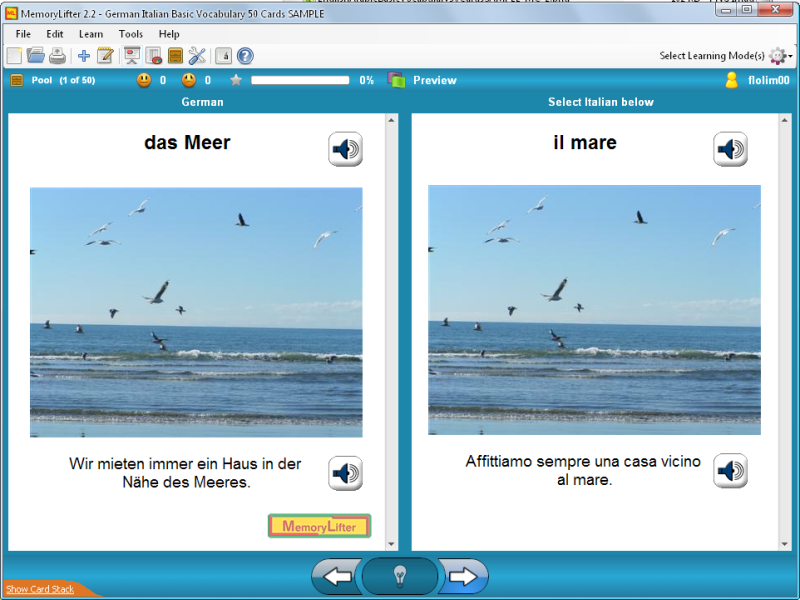 MemoryLifter 2.2 - German Italian Basic Vocabulary 50 Cards SAMPLE
File Edit Learn Tools Help
Select Learning Mode(s)
Pool (1 of 50) 0 0 0% Preview flolim00
German
Select Italian below
das Meer
il mare
Wir mieten immer ein Haus in der
Nähe des Meeres.
Affittiamo sempre una casa vicino
al mare.
MemoryLifter
Show Card Stack